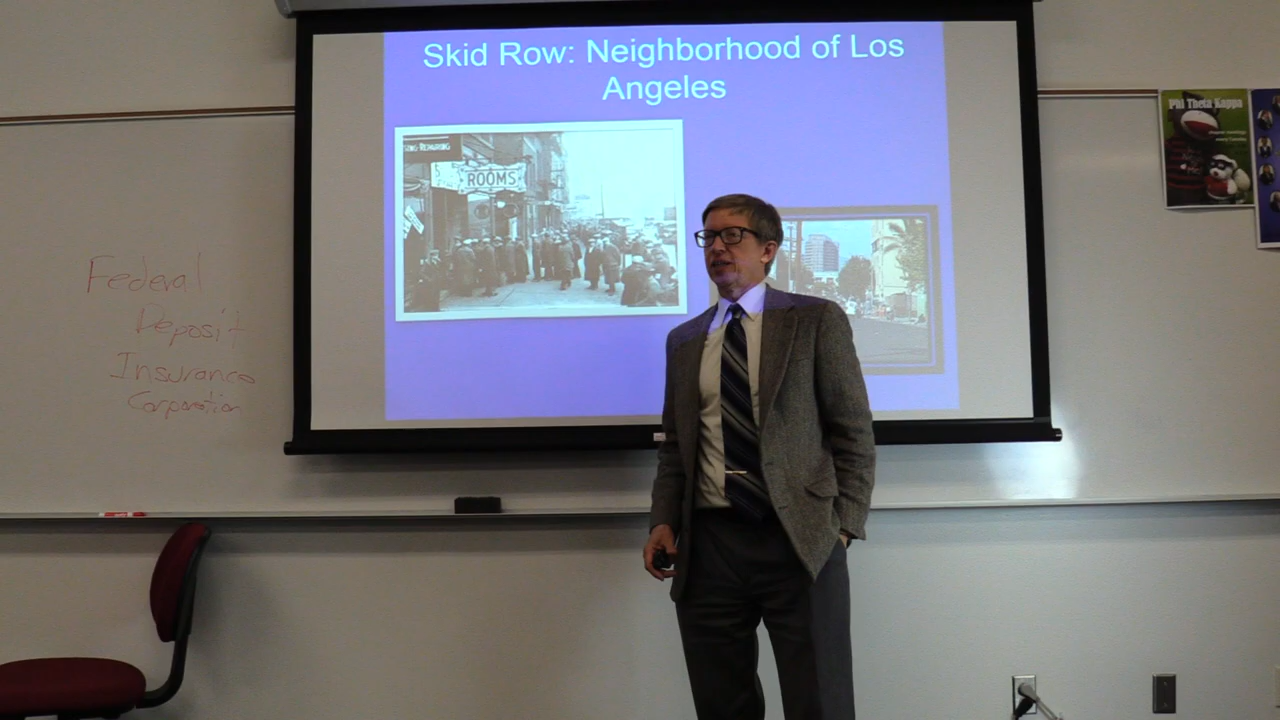 Skid Row: Neighborhood of Los
Angeles
ROOMS
Federal
Deposit
Insurance
Corporation
Phi Theta Kappa